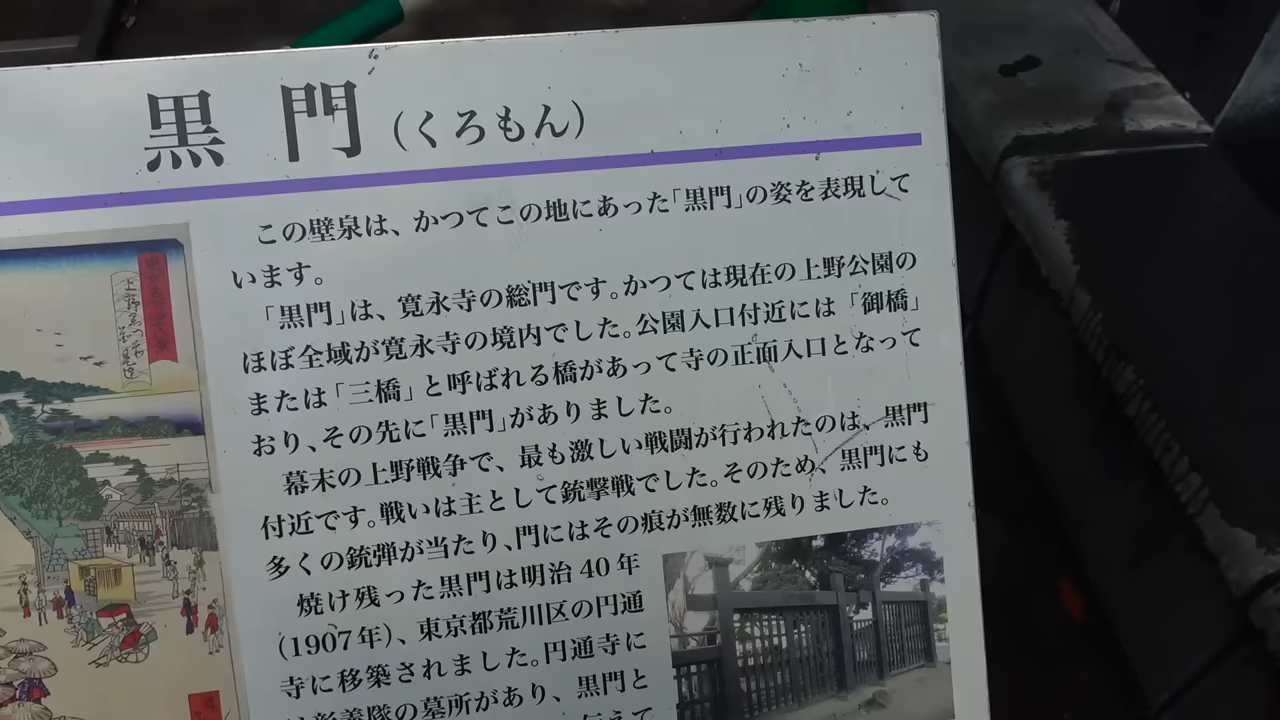 黒門(くろもん)
この壁泉は、かつてこの地にあった「黒門」の姿を表現して
います。
「黒門」は、寛永寺の総門です。かつては現在の上野公園の
ほぼ全域が寛永寺の境内でした。公園入口付近には「御橋」
または「三橋」と呼ばれる橋があって寺の正面入口となって
おり、その先に「黒門」がありました。
幕末の上野戦争で、最も激しい戦闘が行われたのは、黒門
付近です。戦いは主として銃撃戦でした。そのため、黒門にも
多くの銃弾が当たり、門にはその痕が無数に残りました。
焼け残った黒門は明治40年
(1907年)、東京都荒川区の円通
寺に移築されました。円通寺に
は彰義隊の墓所があり、黒門と